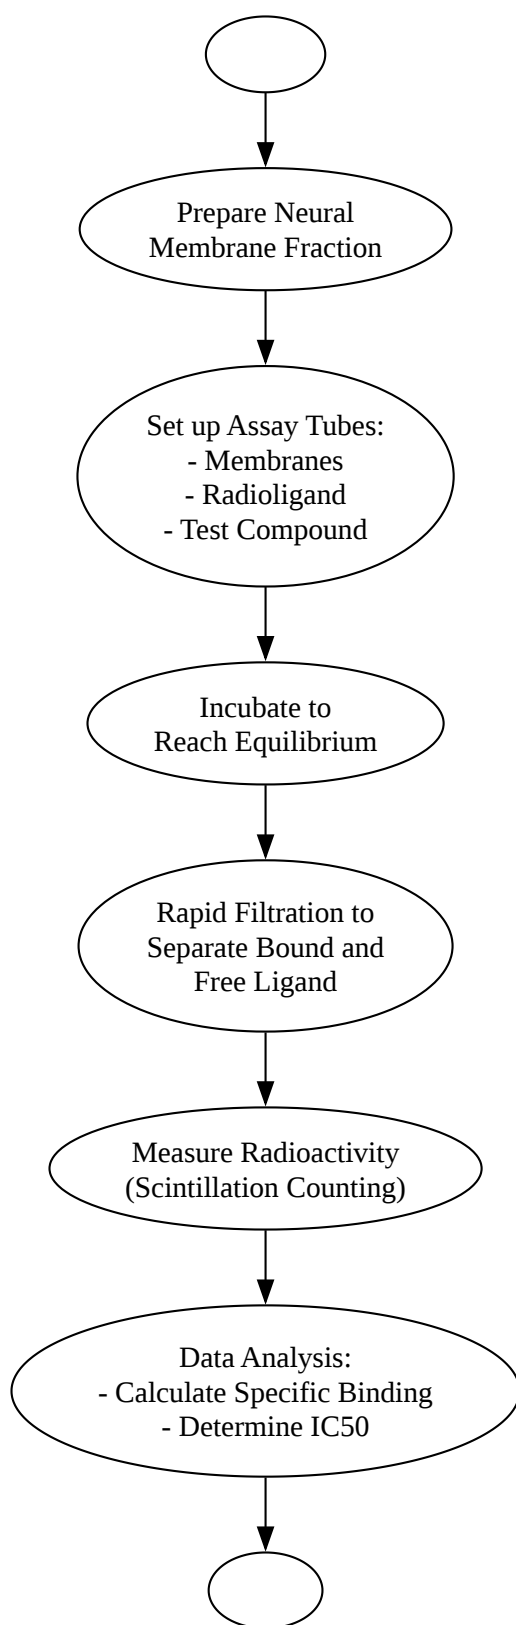 Prepare Neural
Membrane Fraction
Set up Assay Tubes:
- Membranes
- Radioligand
- Test Compound
Incubate to
Reach Equilibrium
Rapid Filtration to
Separate Bound and
Free Ligand
Measure Radioactivity
(Scintillation Counting)
Data Analysis:
- Calculate Specific Binding
- Determine IC50